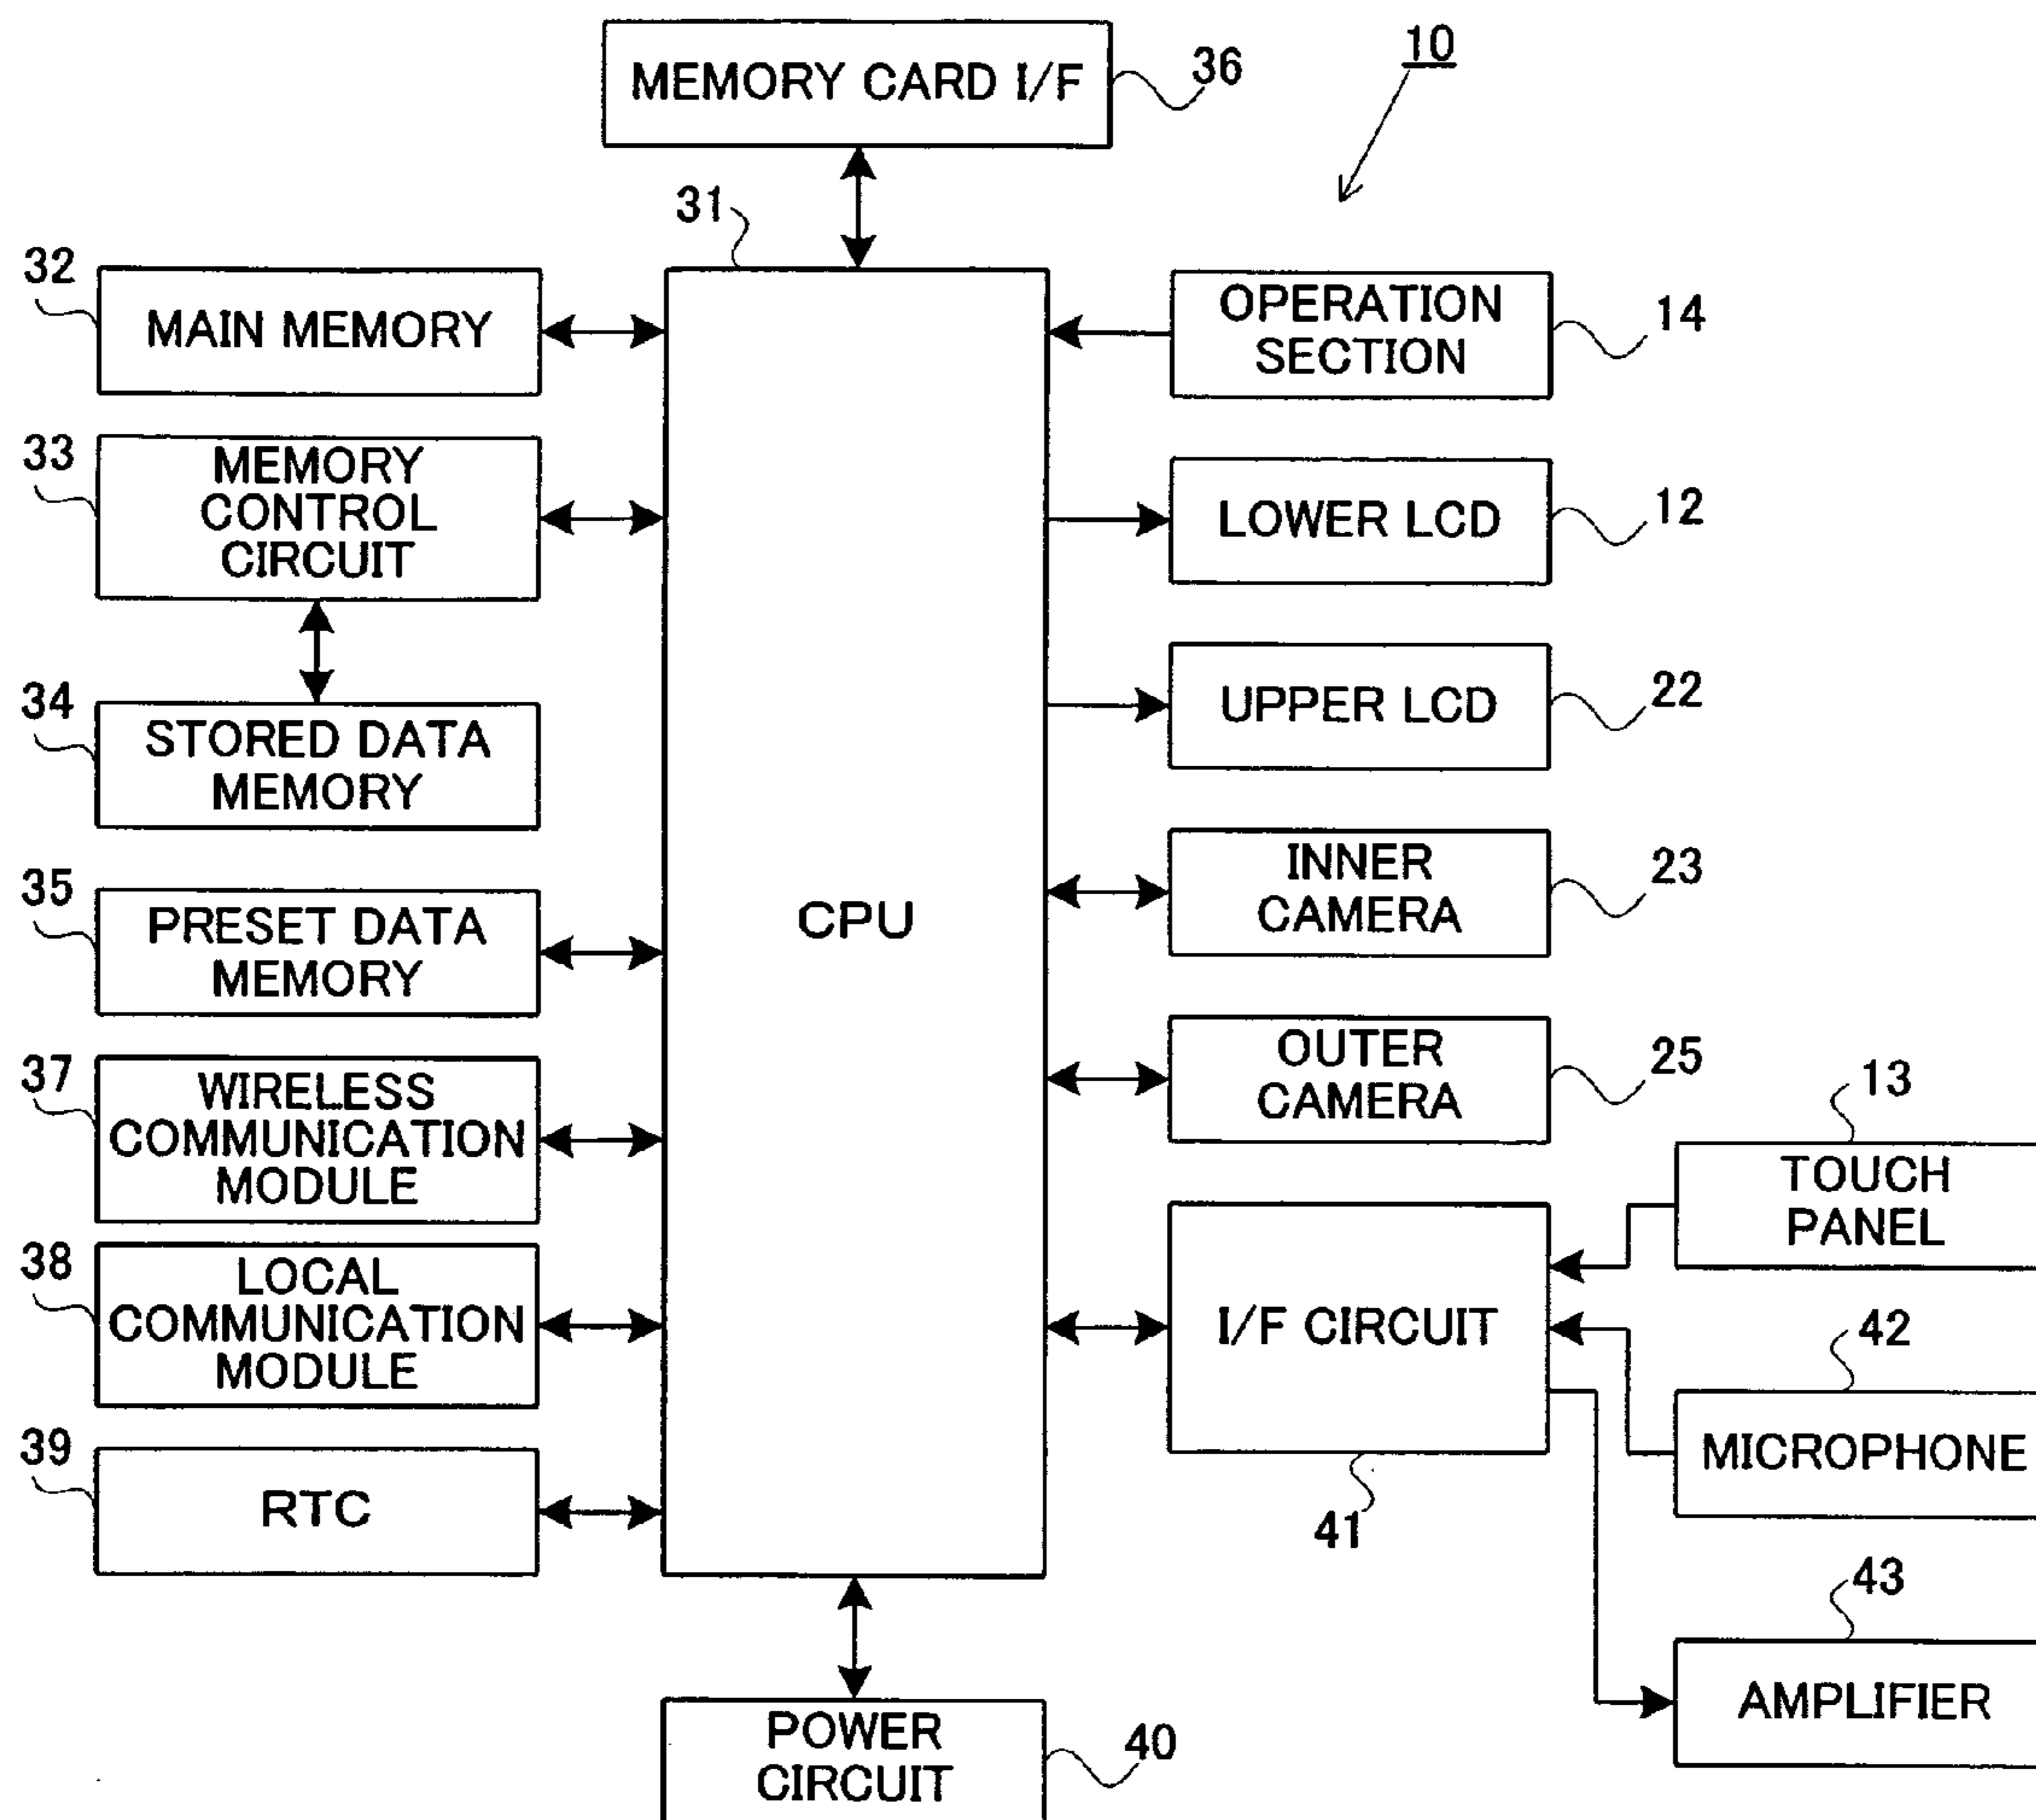 MEMORY CARD I/F
36
10
31
32
MAIN MEMORY
OPERATION
SECTION
14
33
MEMORY
CONTROL
CIRCUIT
LOWER LCD
12
34
STORED DATA
MEMORY
UPPER LCD
22
35
PRESET DATA
MEMORY
CPU
INNER
CAMERA
23
37
WIRELESS
COMMUNICATION
MODULE
OUTER
CAMERA
25
13
TOUCH
PANEL
38
LOCAL
COMMUNICATION
MODULE
I/F CIRCUIT
41
42
MICROPHONE
39
RTC
43
AMPLIFIER
POWER
CIRCUIT
40